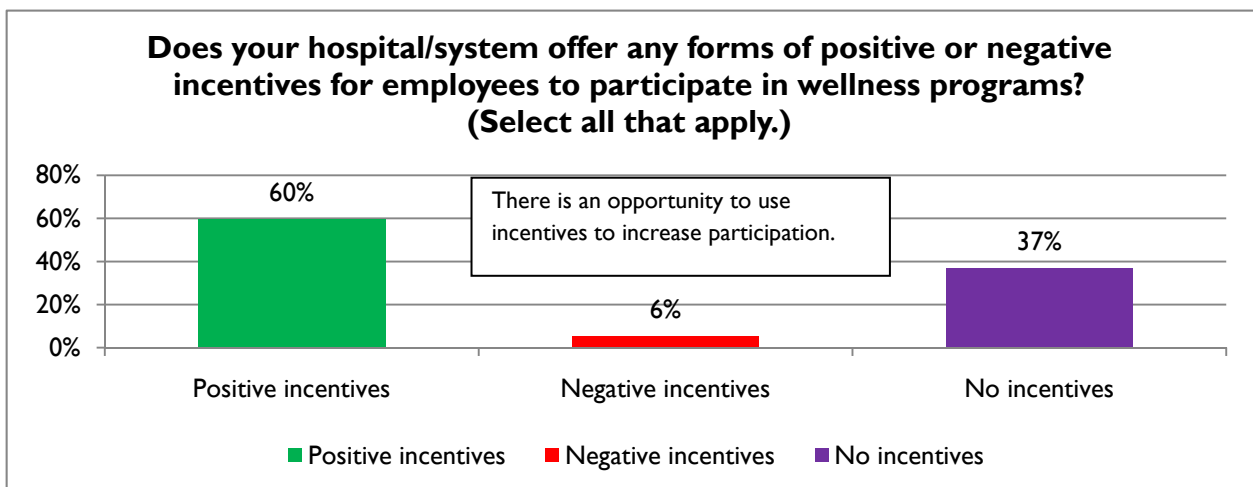 Does your hospital/system offer any forms of positive or negative
incentives for employees to participate in wellness programs?
(Select all that apply.)
80%
60%
40%
20%
0%
60%
There is an opportunity to use
incentives to increase participation.
6%
37%
Positive incentives
Negative incentives
No incentives
Positive incentives
Negative incentives
No incentives